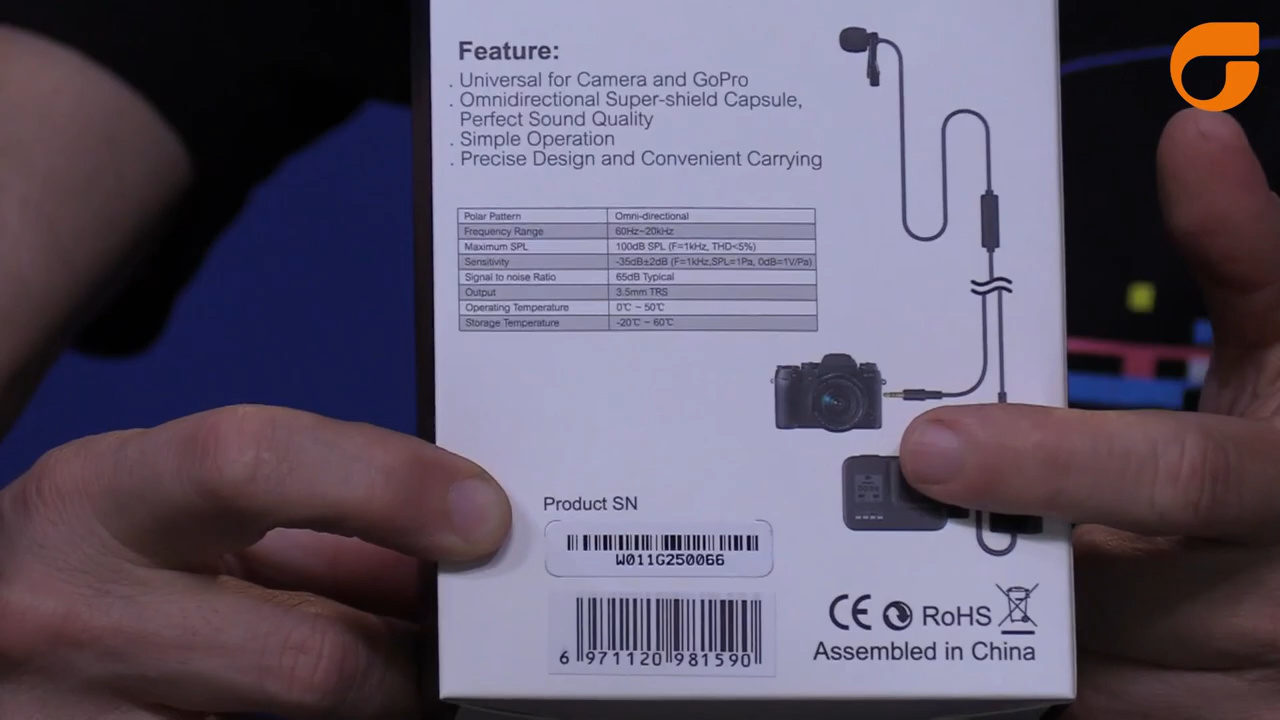 Feature:
. Universal for Camera and GoPro
. Omnidirectional Super-shield Capsule,
Perfect Sound Quality
. Simple Operation
. Precise Design and Convenient Carrying
Polar Pattern Omni-directional
Frequency Range 60Hz~20kHz
Maximum SPL 100dB SPL (F=1kHz, THD<5%)
Sensitivity -35dB±2dB (F=1kHz,SPL=1Pa, 0dB=1V/Pa)
Signal to noise Ratio 65dB Typical
Output 3.5mm TRS
Operating Temperature 0℃ ~ 50℃
Storage Temperature -20℃ ~ 60℃
Product SN
W011G250066
6 971120 981590
CE RoHS
Assembled in China